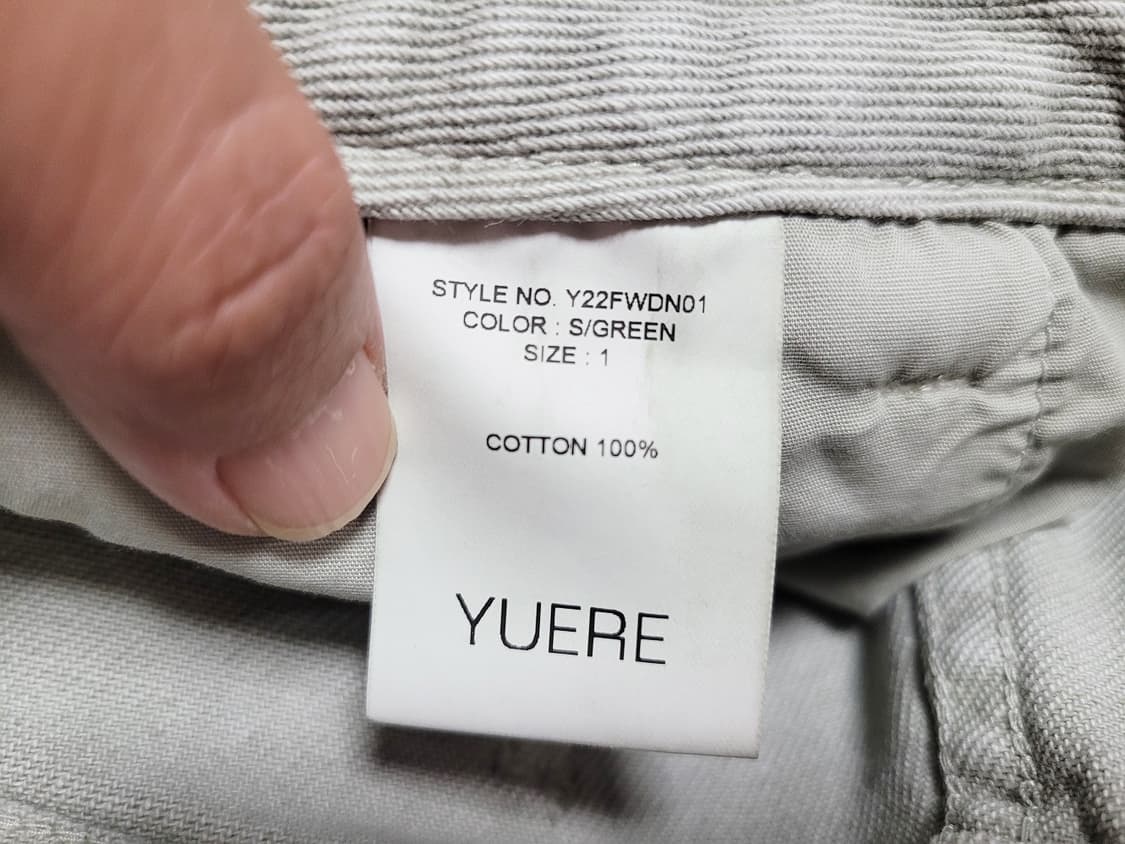 STYLE NO. Y22FWDN01
COLOR : S/GREEN
SIZE : 1
COTTON 100%
YUERE